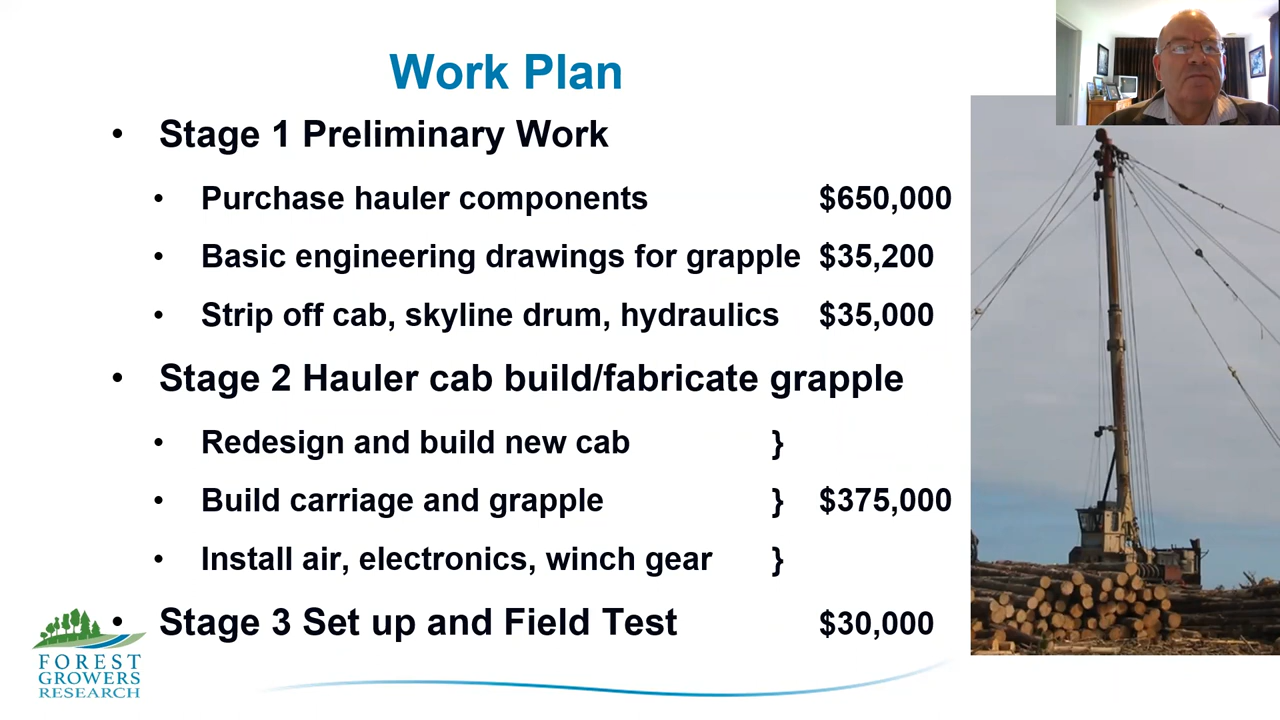 Work Plan
• Stage 1 Preliminary Work
• Purchase hauler components $650,000
• Basic engineering drawings for grapple $35,200
• Strip off cab, skyline drum, hydraulics $35,000
• Stage 2 Hauler cab build/fabricate grapple
• Redesign and build new cab }
• Build carriage and grapple } $375,000
• Install air, electronics, winch gear }
• Stage 3 Set up and Field Test $30,000
FOREST
GROWERS
RESEARCH